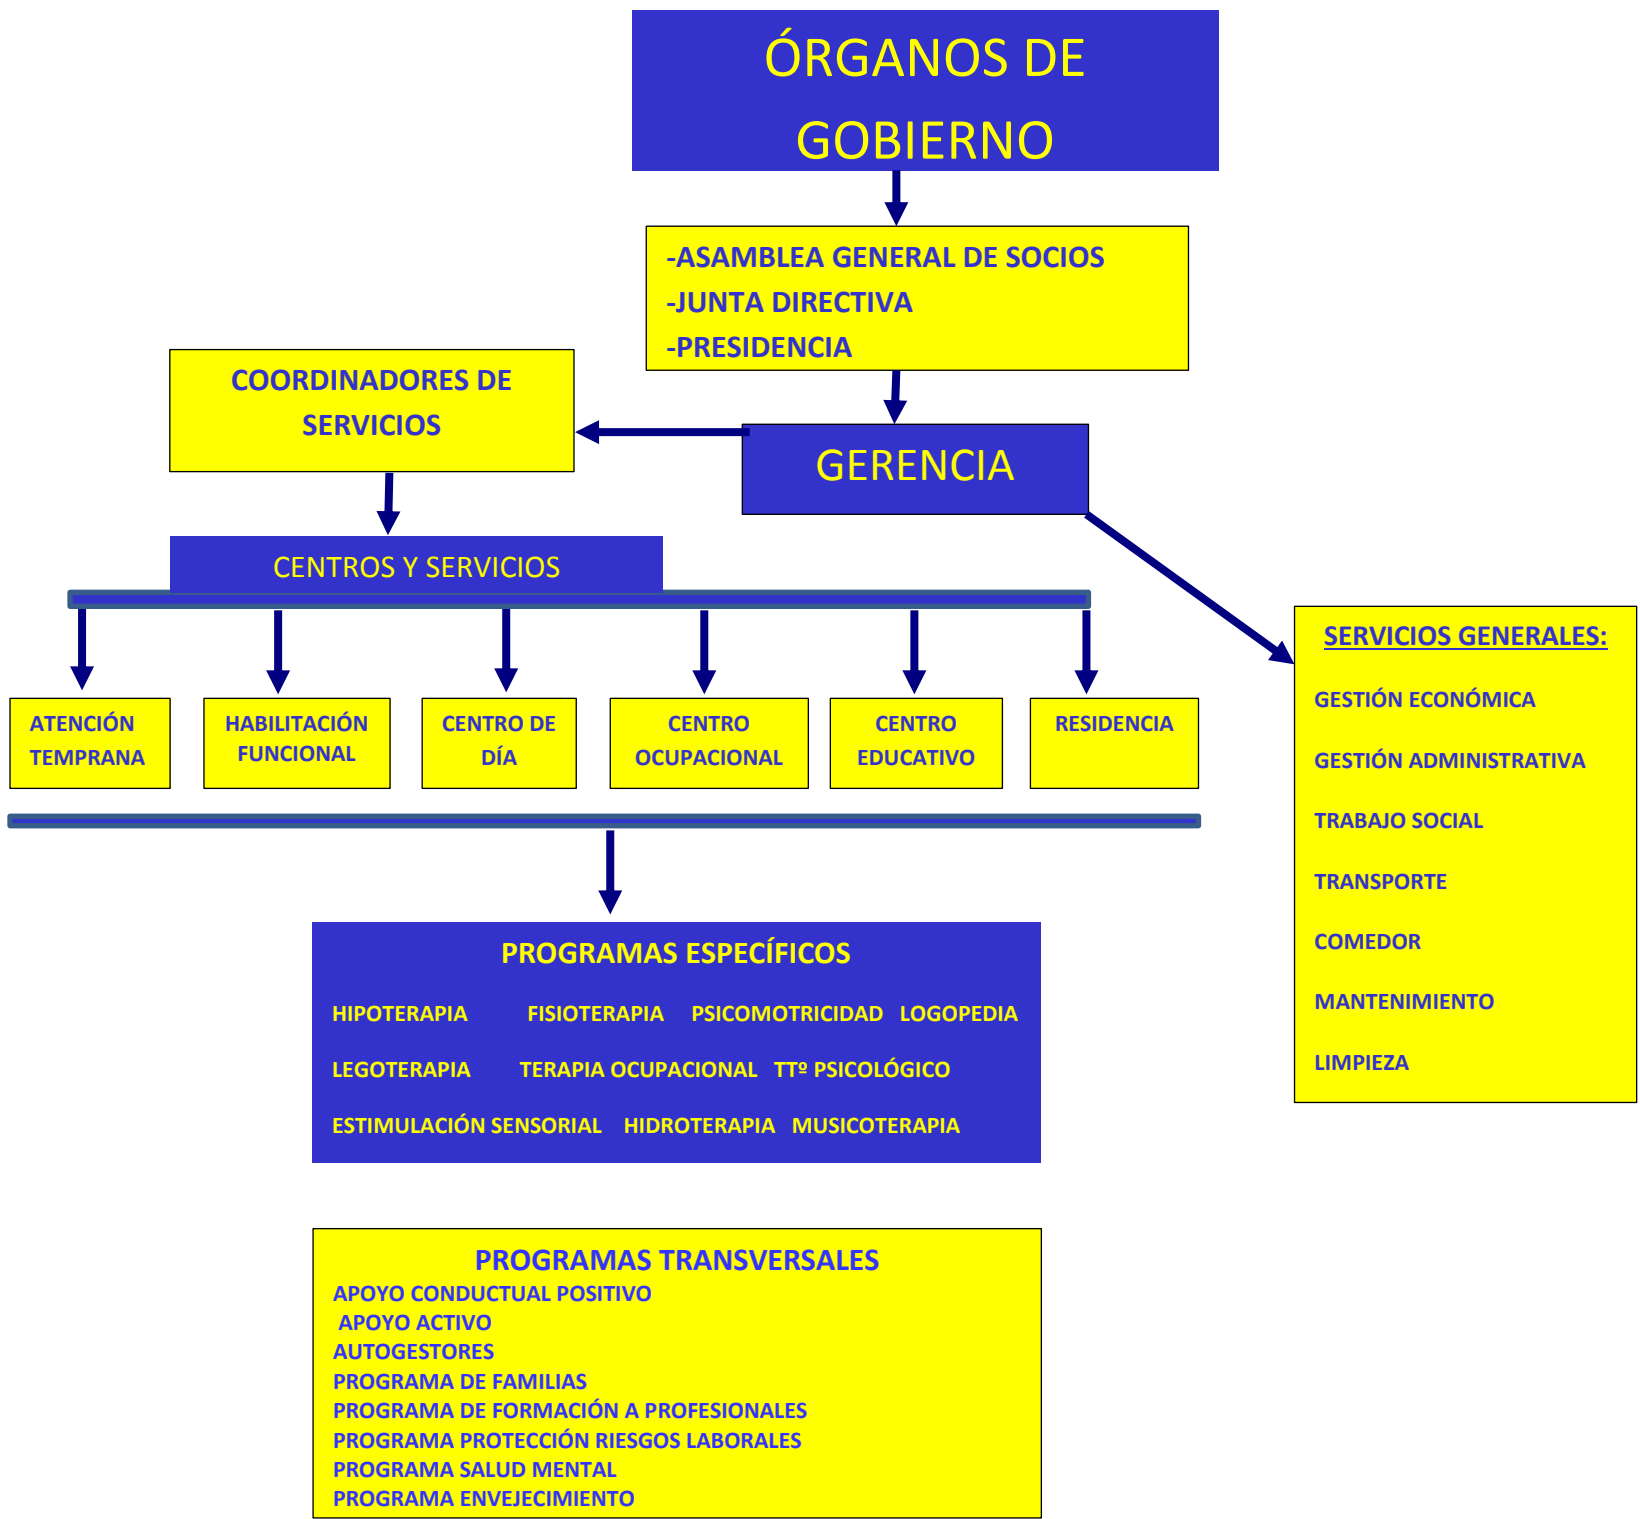 ÓRGANOS DE
GOBIERNO
-ASAMBLEA GENERAL DE SOCIOS
-JUNTA DIRECTIVA
-PRESIDENCIA
COORDINADORES DE
SERVICIOS
GERENCIA
CENTROS Y SERVICIOS
ATENCIÓN
TEMPRANA
HABILITACIÓN
FUNCIONAL
CENTRO DE
DÍA
CENTRO
OCUPACIONAL
CENTRO
EDUCATIVO
RESIDENCIA
SERVICIOS GENERALES:
GESTIÓN ECONÓMICA
GESTIÓN ADMINISTRATIVA
TRABAJO SOCIAL
TRANSPORTE
COMEDOR
MANTENIMIENTO
LIMPIEZA
PROGRAMAS ESPECÍFICOS
HIPOTERAPIA FISIOTERAPIA PSICOMOTRICIDAD LOGOPEDIA
LEGOTERAPIA TERAPIA OCUPACIONAL TTº PSICOLÓGICO
ESTIMULACIÓN SENSORIAL HIDROTERAPIA MUSICOTERAPIA
PROGRAMAS TRANSVERSALES
APOYO CONDUCTUAL POSITIVO
APOYO ACTIVO
AUTOGESTORES
PROGRAMA DE FAMILIAS
PROGRAMA DE FORMACIÓN A PROFESIONALES
PROGRAMA PROTECCIÓN RIESGOS LABORALES
PROGRAMA SALUD MENTAL
PROGRAMA ENVEJECIMIENTO